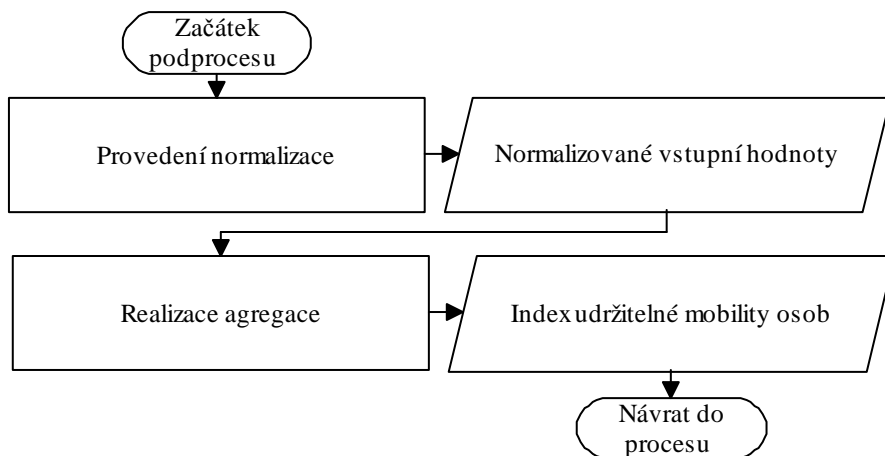 Začátek
podprocesu
Provedení normalizace
Normalizované vstupní hodnoty
Realizace agregace
Index udržitelné mobility osob
Návrat do
procesu